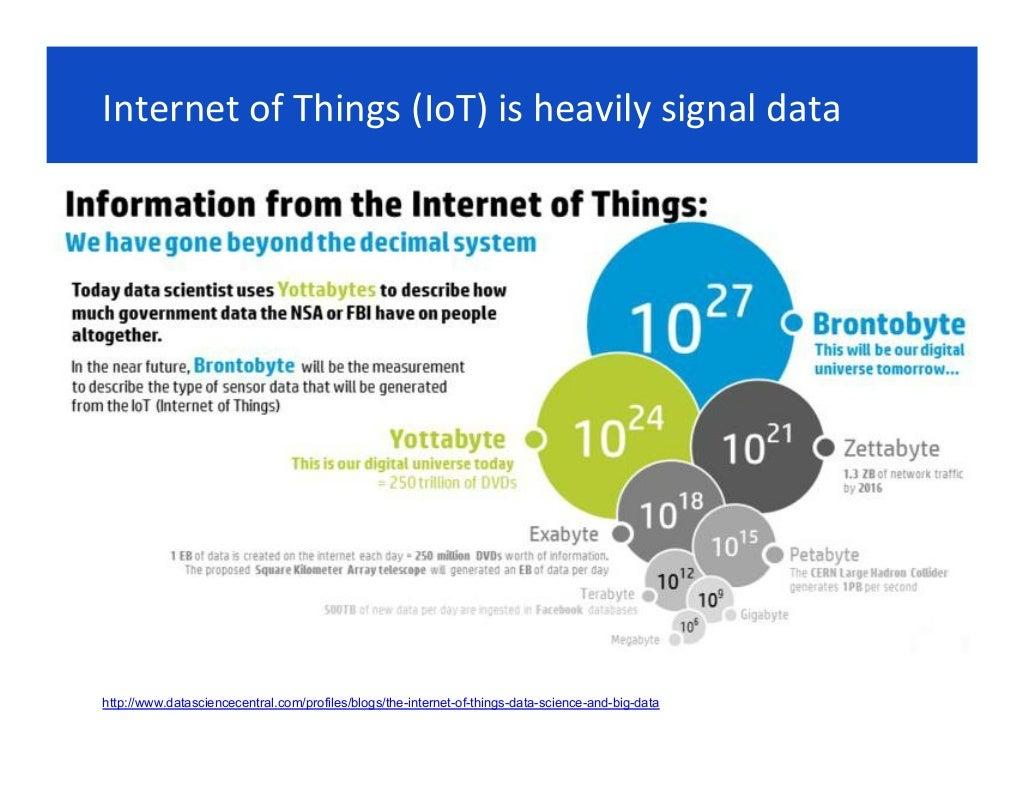 Internet of Things (IoT) is heavily signal data
Information from the Internet of Things:
We have gone beyond the decimal system
Today data scientist uses Yottabytes to describe how
much government data the NSA or FBI have on people
altogether.
In the near future, Brontobyte will be the measurement
to describe the type of sensor data that will be generated
from the IoT (Internet of Things)
10^27
Brontobyte
This will be our digital
universe tomorrow...
10^24
Yottabyte
This is our digital universe today
= 250 trillion of DVDs
10^21
Zettabyte
1.3 ZB of network traffic
by 2016
10^18
Exabyte
1 EB of data is created on the internet each day = 250 million DVDs worth of information.
The proposed Square Kilometer Array telescope will generated an EB of data per day
10^15
Petabyte
The CERN Large Hadron Collider
generates 1PB per second
10^12
Terabyte
500TB of new data per day are ingested in Facebook databases
10^9
Gigabyte
10^6
Megabyte
http://www.datasciencecentral.com/profiles/blogs/the-internet-of-things-data-science-and-big-data